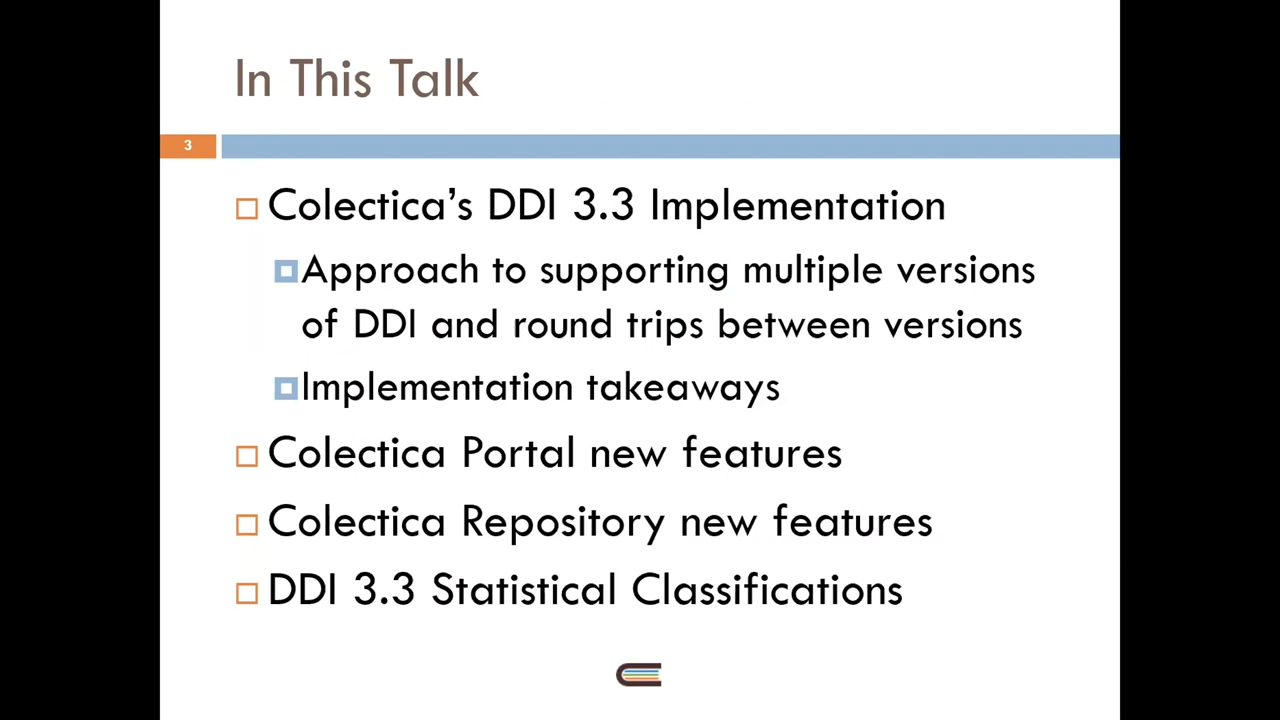 In This Talk
3
Colectica’s DDI 3.3 Implementation
Approach to supporting multiple versions
of DDI and round trips between versions
Implementation takeaways
Colectica Portal new features
Colectica Repository new features
DDI 3.3 Statistical Classifications